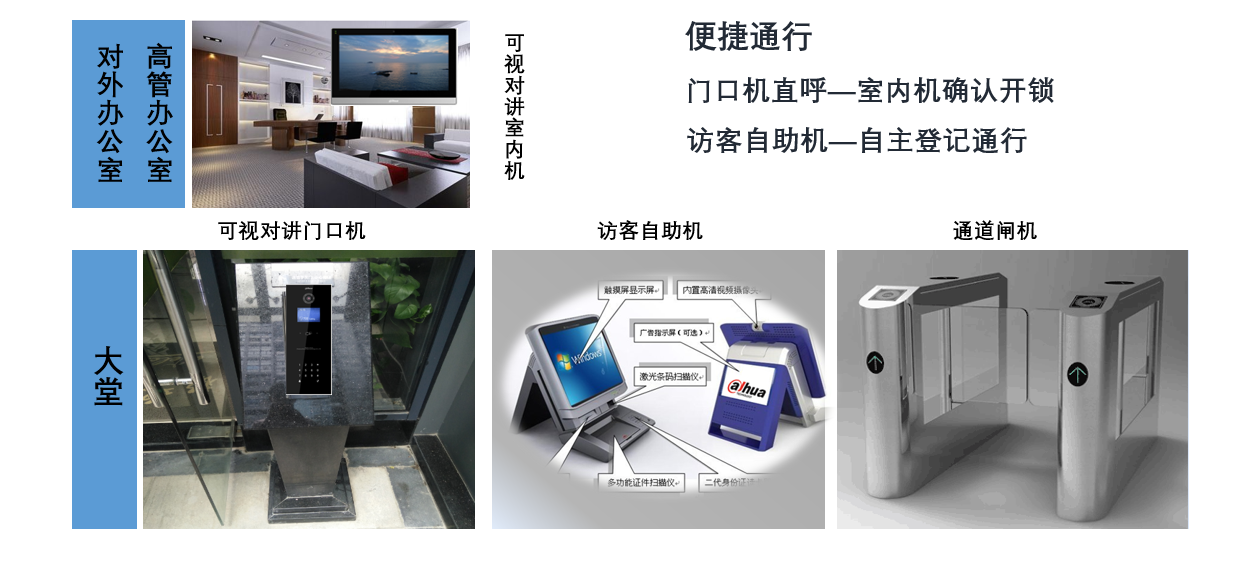 对外办公室
高管办公室
可视对讲室内机
便捷通行
门口机直呼—室内机确认开锁
访客自助机—自主登记通行
可视对讲门口机
访客自助机
通道闸机
大堂
触摸屏显示屏
内置高清视频摄像头
广告指示屏（可选）
Windows
激光条码扫描仪
alhua
多功能证件扫描仪
二代身份证